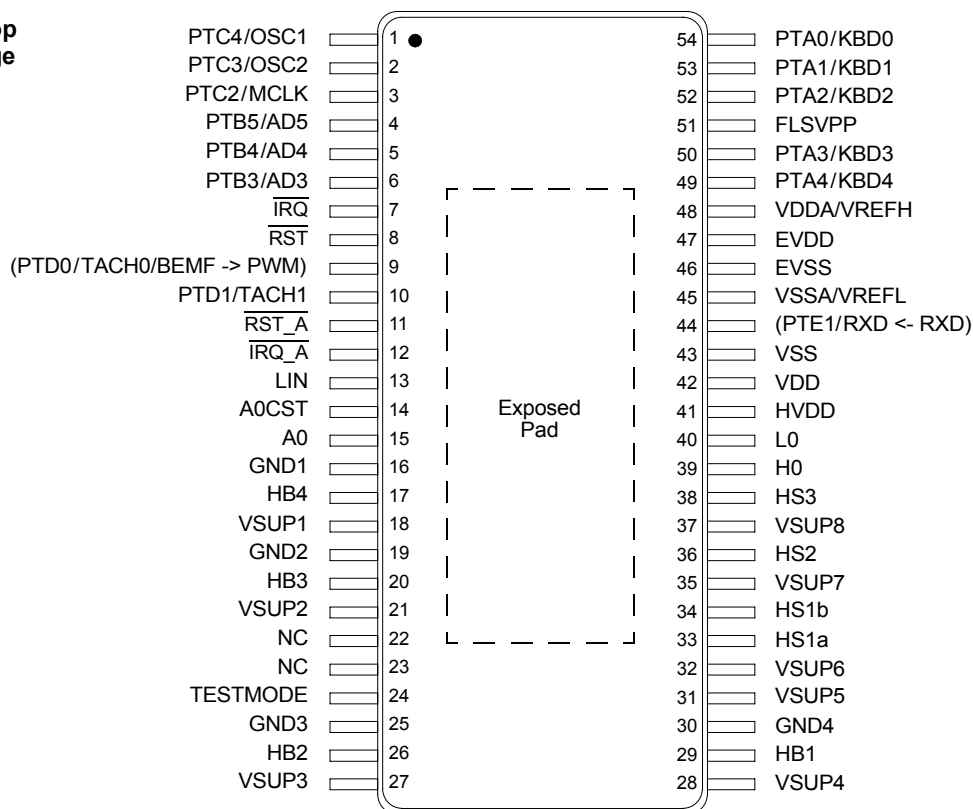 op
ge
PTC4/OSC1 1 54 PTA0/KBD0
PTC3/OSC2 2 53 PTA1/KBD1
PTC2/MCLK 3 52 PTA2/KBD2
PTB5/AD5 4 51 FLSVPP
PTB4/AD4 5 50 PTA3/KBD3
PTB3/AD3 6 49 PTA4/KBD4
IRQ 7 48 VDDA/VREFH
RST 8 47 EVDD
(PTD0/TACH0/BEMF -> PWM) 9 46 EVSS
PTD1/TACH1 10 45 VSSA/VREFL
RST_A 11 44 (PTE1/RXD <- RXD)
IRQ_A 12 43 VSS
LIN 13 42 VDD
A0CST 14 41 HVDD
A0 15 40 L0
GND1 16 39 H0
HB4 17 38 HS3
VSUP1 18 37 VSUP8
GND2 19 36 HS2
HB3 20 35 VSUP7
VSUP2 21 34 HS1b
NC 22 33 HS1a
NC 23 32 VSUP6
TESTMODE 24 31 VSUP5
GND3 25 30 GND4
HB2 26 29 HB1
VSUP3 27 28 VSUP4
Exposed
Pad